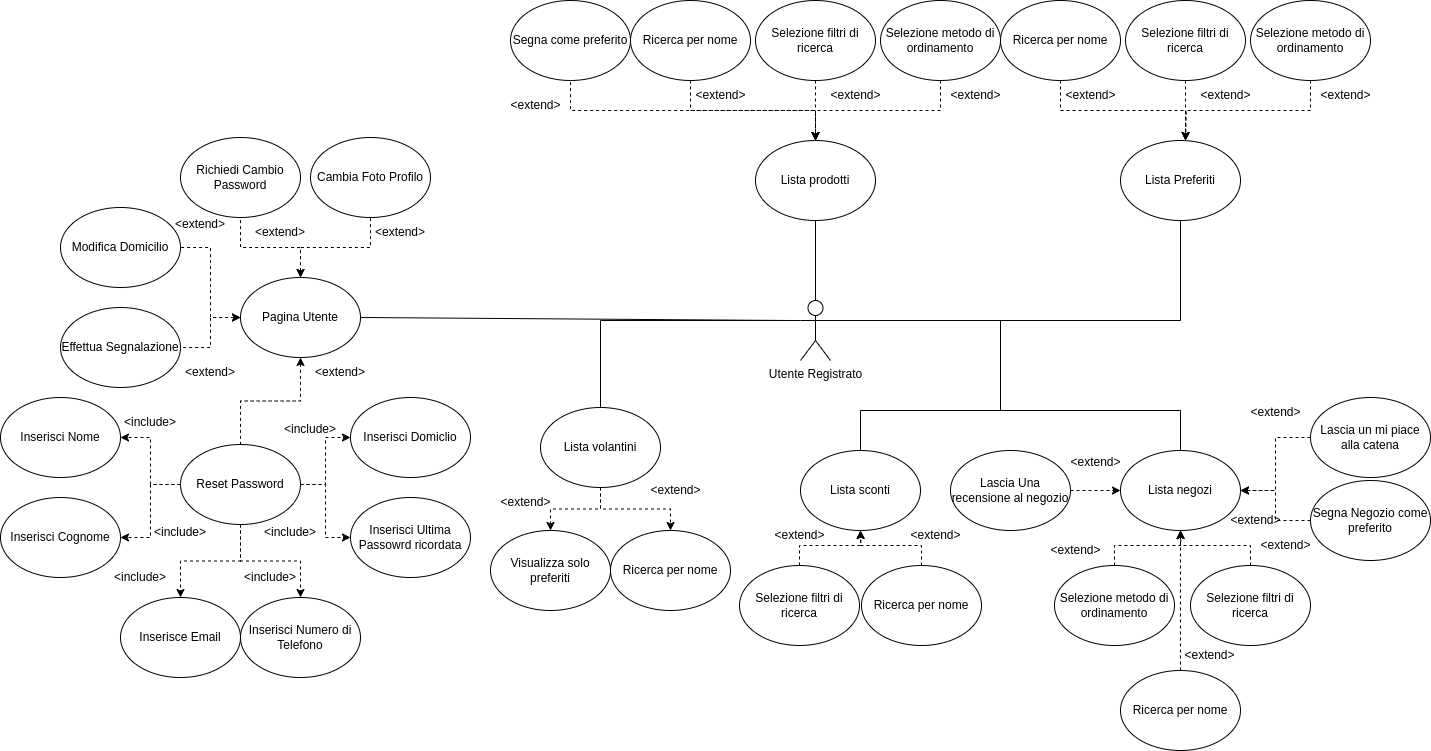 Segna come preferito
Ricerca per nome
Selezione filtri di
ricerca
Selezione metodo di
ordinamento
Ricerca per nome
Selezione filtri di
ricerca
Selezione metodo di
ordinamento
<extend>
<extend>
<extend>
<extend>
<extend>
<extend>
<extend>
Lista prodotti
Lista Preferiti
Richiedi Cambio
Password
Cambia Foto Profilo
<extend>
<extend>
<extend>
Modifica Domicilio
Pagina Utente
Effettua Segnalazione
<extend>
<extend>
Utente Registrato
<include>
<include>
Inserisci Nome
Inserisci Domiclio
Reset Password
Inserisci Cognome
<include>
<include>
Inserisci Ultima
Passowrd ricordata
<include>
<include>
Inserisce Email
Inserisci Numero di
Telefono
Lista volantini
<extend>
<extend>
Visualizza solo
preferiti
Ricerca per nome
Lista sconti
<extend>
<extend>
Selezione filtri di
ricerca
Ricerca per nome
Lascia Una
recensione al negozio
<extend>
Lista negozi
<extend>
Lascia un mi piace
alla catena
Segna Negozio come
preferito
<extend>
<extend>
<extend>
Selezione metodo di
ordinamento
Selezione filtri di
ricerca
<extend>
Ricerca per nome